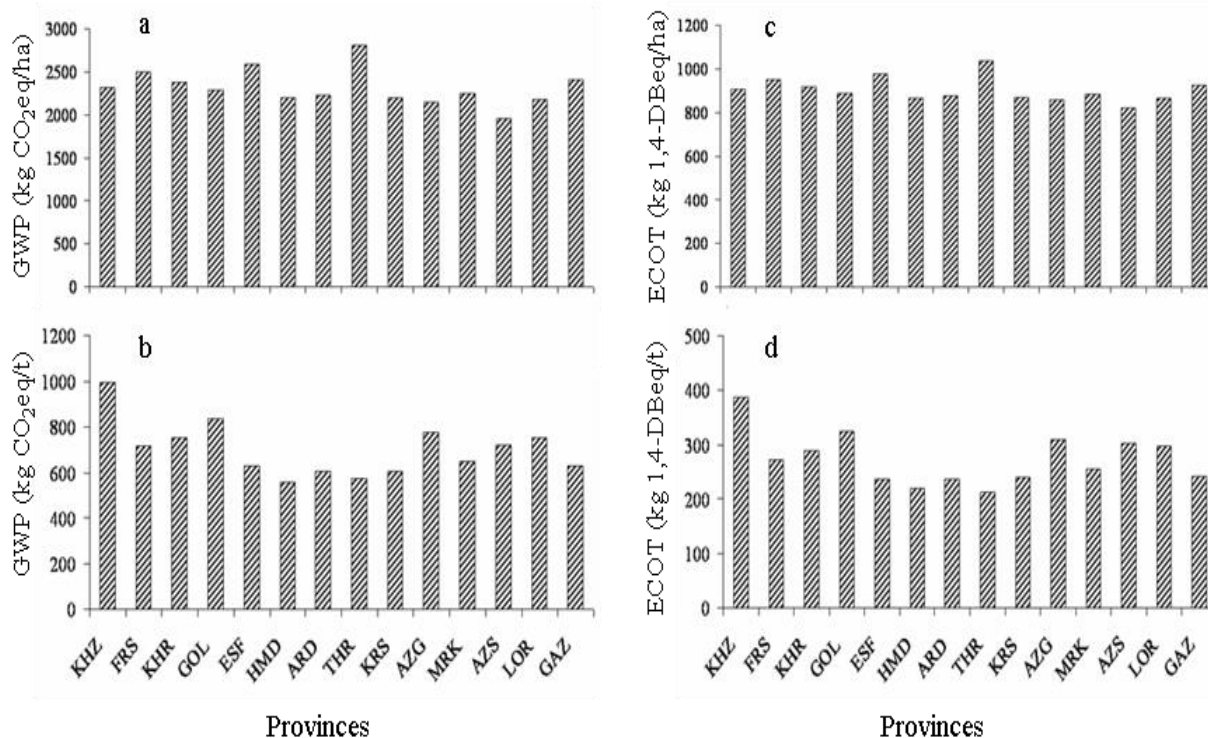 a
GWP (kg CO₂eq/ha)
3000
2500
2000
1500
1000
500
0
c
ECOT (kg 1,4-DBeq/ha)
1200
1000
800
600
400
200
0
b
GWP (kg CO₂eq/t)
1200
1000
800
600
400
200
0
KHZ FRS KHR GOL ESF HMD ARD THR KRS AZG MRK AZS LOR GAZ
Provinces
d
ECOT (kg 1,4-DBeq/t)
500
400
300
200
100
0
KHZ FRS KHR GOL ESF HMD ARD THR KRS AZG MRK AZS LOR GAZ
Provinces